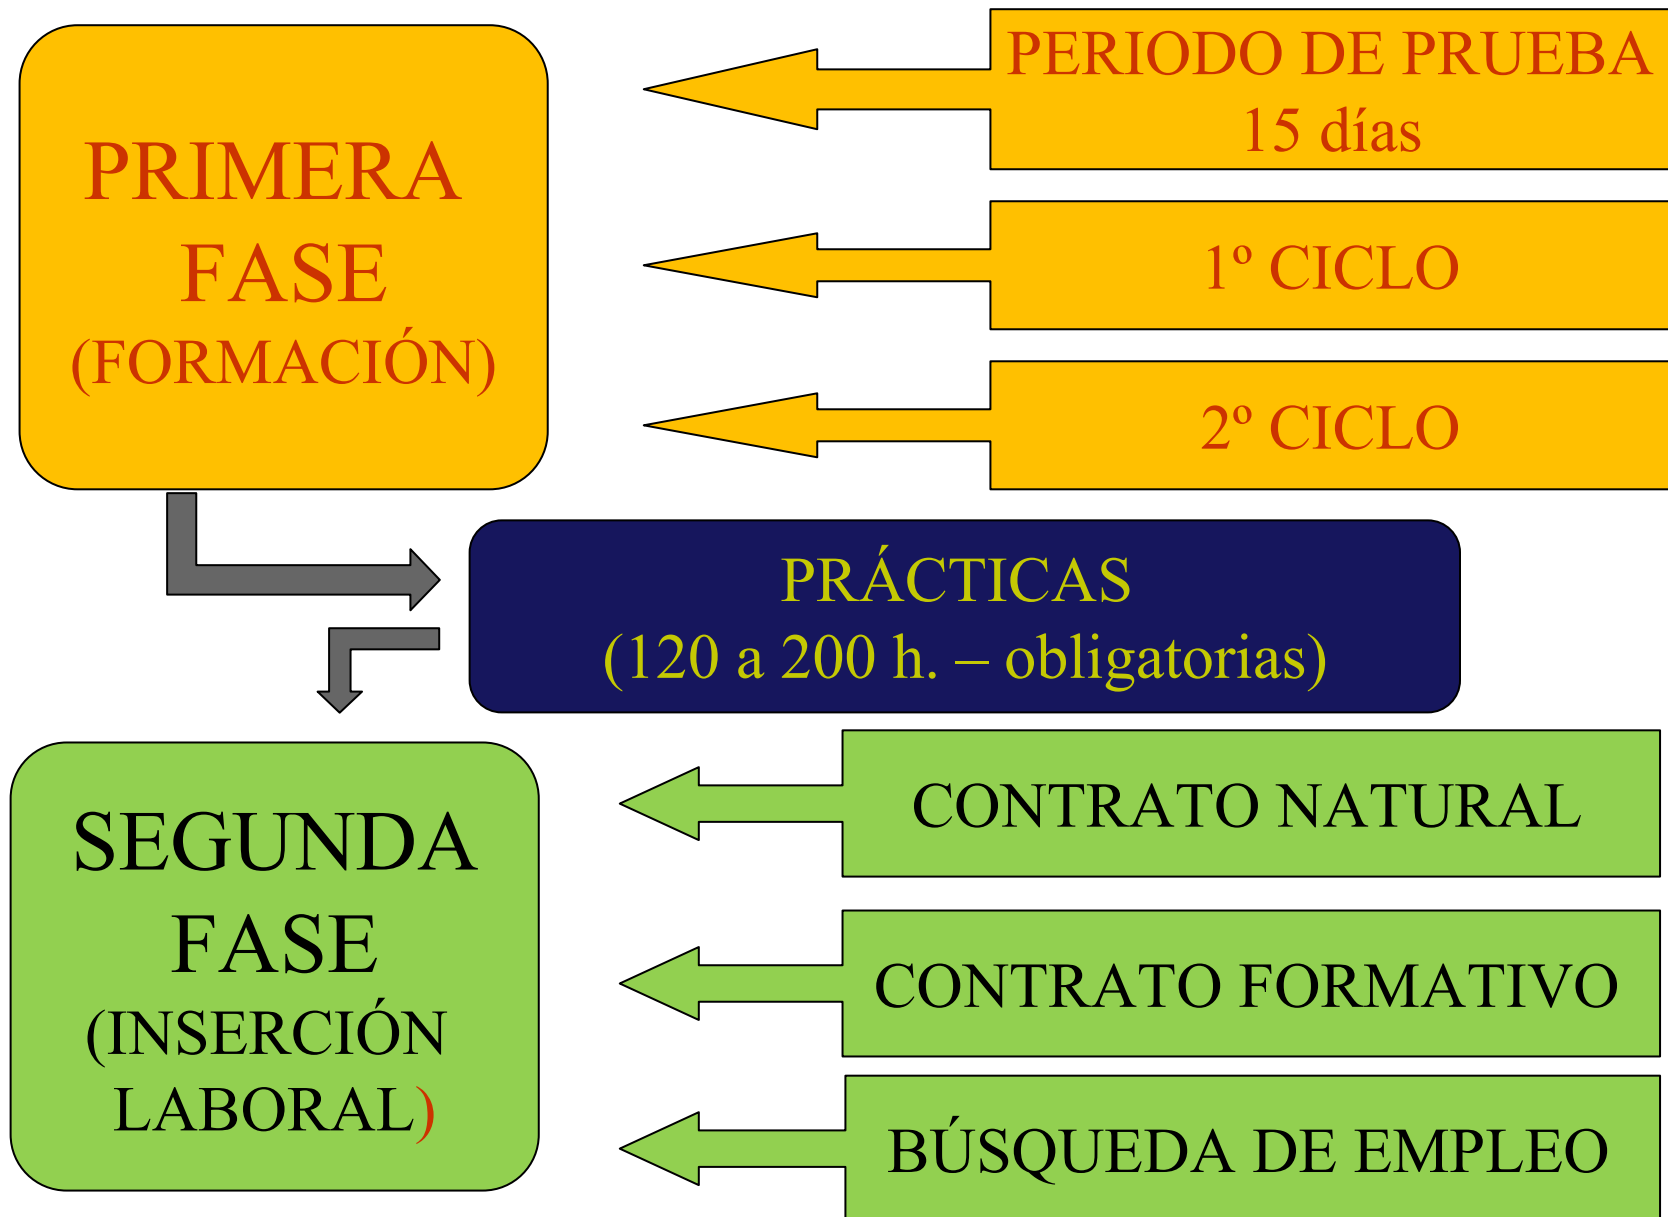 PRIMERA
FASE
(FORMACIÓN)
PERIODO DE PRUEBA
15 días
1º CICLO
2º CICLO
PRÁCTICAS
(120 a 200 h. – obligatorias)
SEGUNDA
FASE
(INSERCIÓN
LABORAL)
CONTRATO NATURAL
CONTRATO FORMATIVO
BÚSQUEDA DE EMPLEO